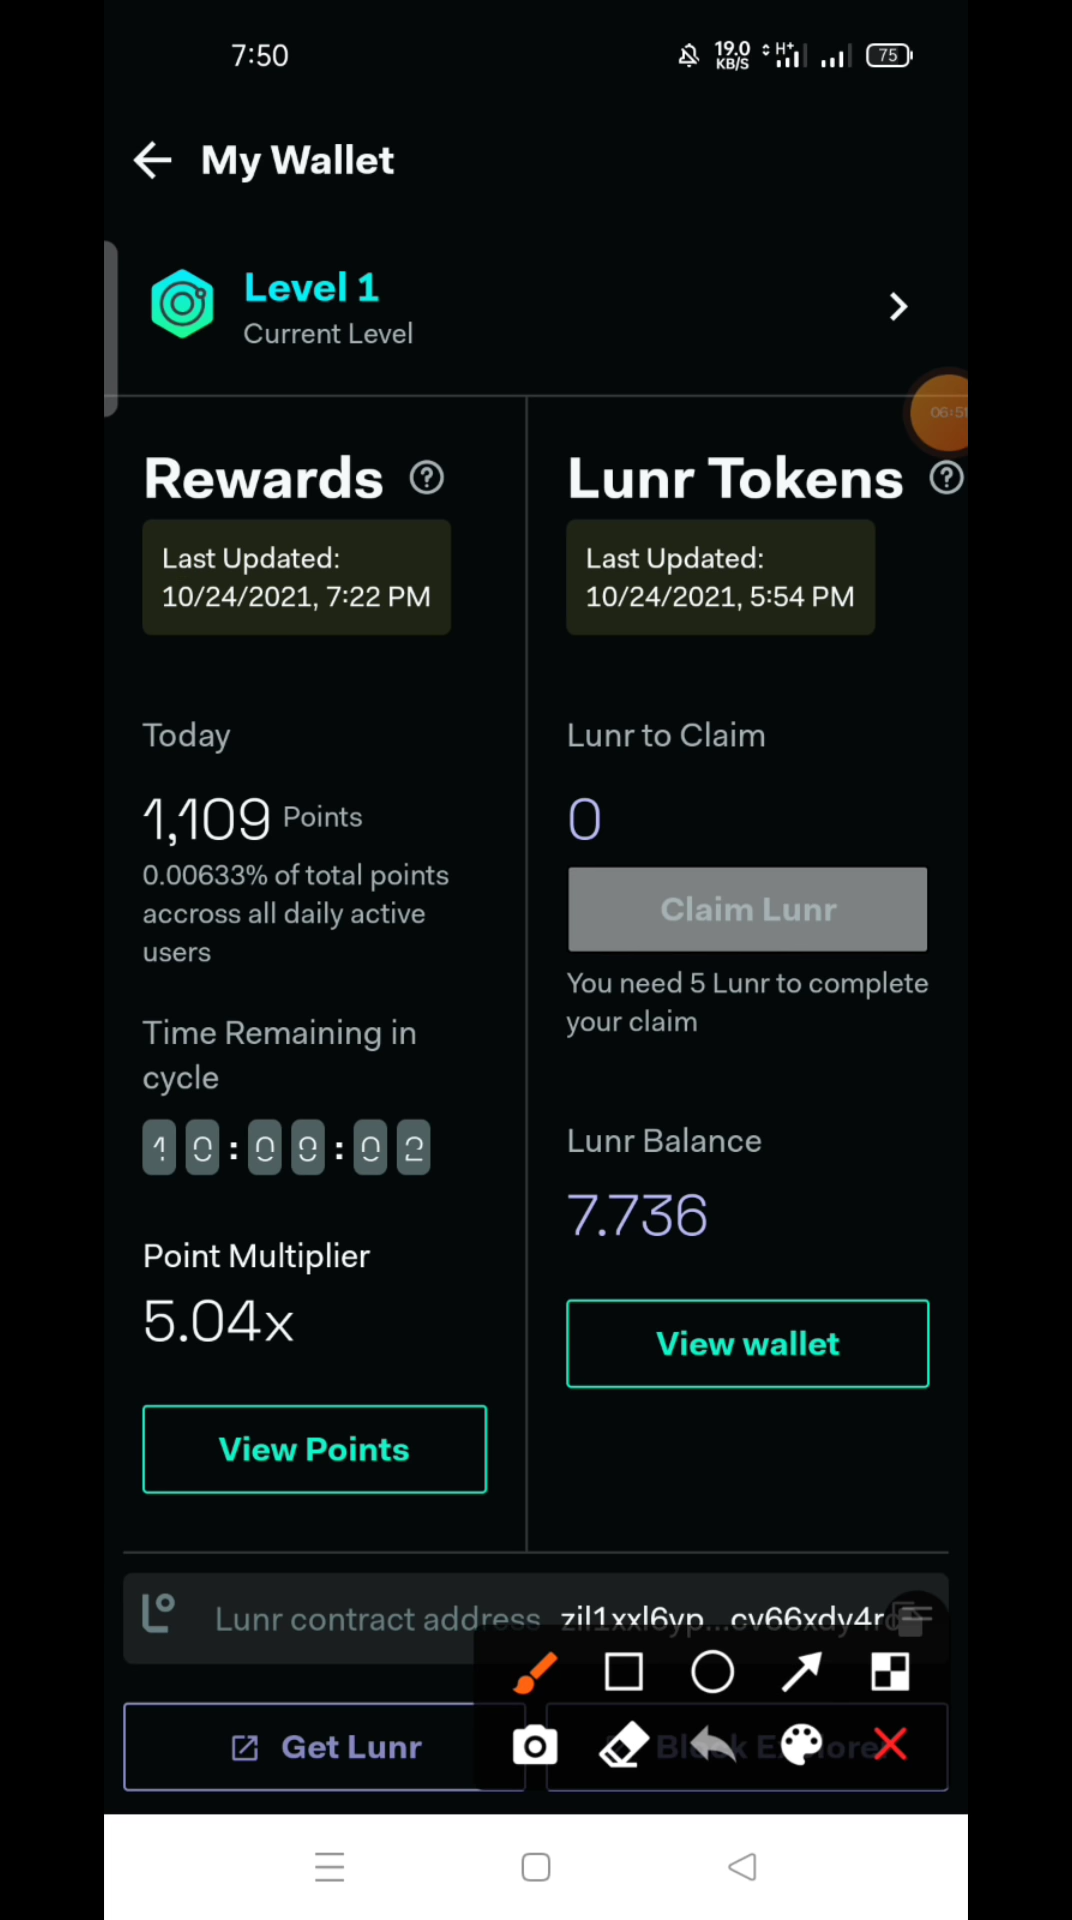 7:50
19.0
KB/S
H+
75
My Wallet
Level 1
Current Level
06:51
Rewards
Last Updated:
10/24/2021, 7:22 PM
Today
1,109 Points
0.00633% of total points
accross all daily active
users
Time Remaining in
cycle
Point Multiplier
5.04x
View Points
Lunr Tokens
Last Updated:
10/24/2021, 5:54 PM
Lunr to Claim
0
Claim Lunr
You need 5 Lunr to complete
your claim
Lunr Balance
7.736
View wallet
Lunr contract address
Get Lunr